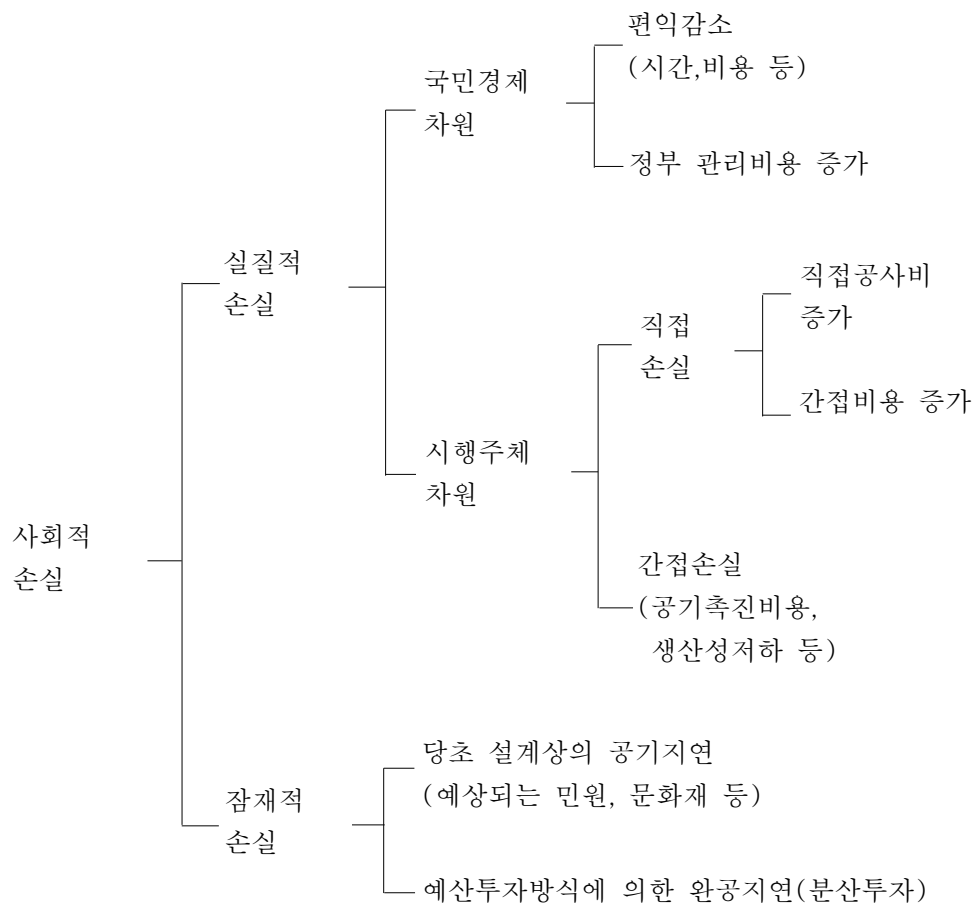 편익감소
(시간,비용 등)
국민경제
차원
정부 관리비용 증가
실질적
손실
직접공사비
증가
직접
손실
간접비용 증가
시행주체
차원
사회적
손실
간접손실
(공기촉진비용,
생산성저하 등)
당초 설계상의 공기지연
(예상되는 민원, 문화재 등)
잠재적
손실
예산투자방식에 의한 완공지연(분산투자)